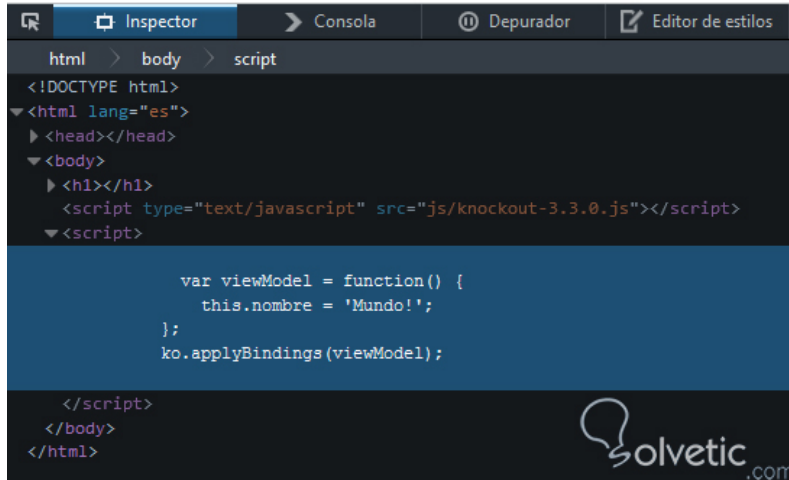 Inspector Consola Depurador Editor de estilos
html body script
<!DOCTYPE html>
<html lang="es">
<head></head>
<body>
<h1></h1>
<script type="text/javascript" src="js/knockout-3.3.0.js"></script>
<script>
var viewModel = function() {
this.nombre = 'Mundo!';
};
ko.applyBindings(viewModel);
</script>
</body>
</html>
Solvetic
.com